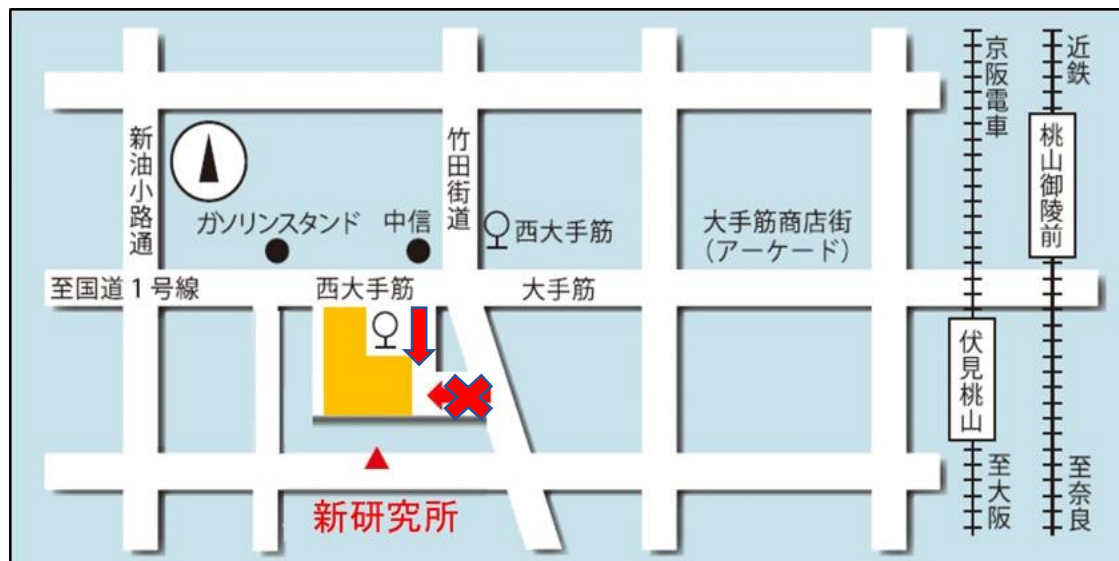 新油小路通
竹田街道
京阪電車
近鉄
桃山御陵前
ガソリンスタンド
中信
西大手筋
大手筋商店街
(アーケード)
至国道1号線
西大手筋
大手筋
伏見桃山
至大阪
至奈良
新研究所